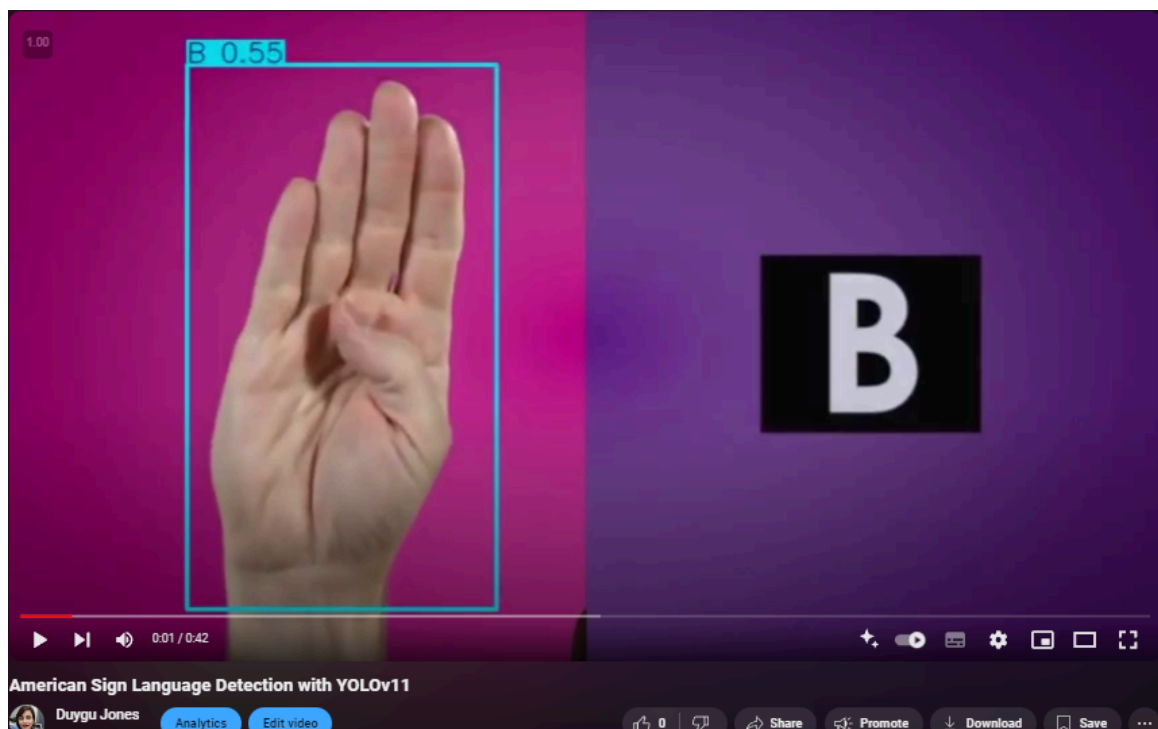 1.00
B 0.55
B
0:01 / 0:42
American Sign Language Detection with YOLOv11
Duygu Jones
Analytics Edit video 0 Share Promote Download Save ...